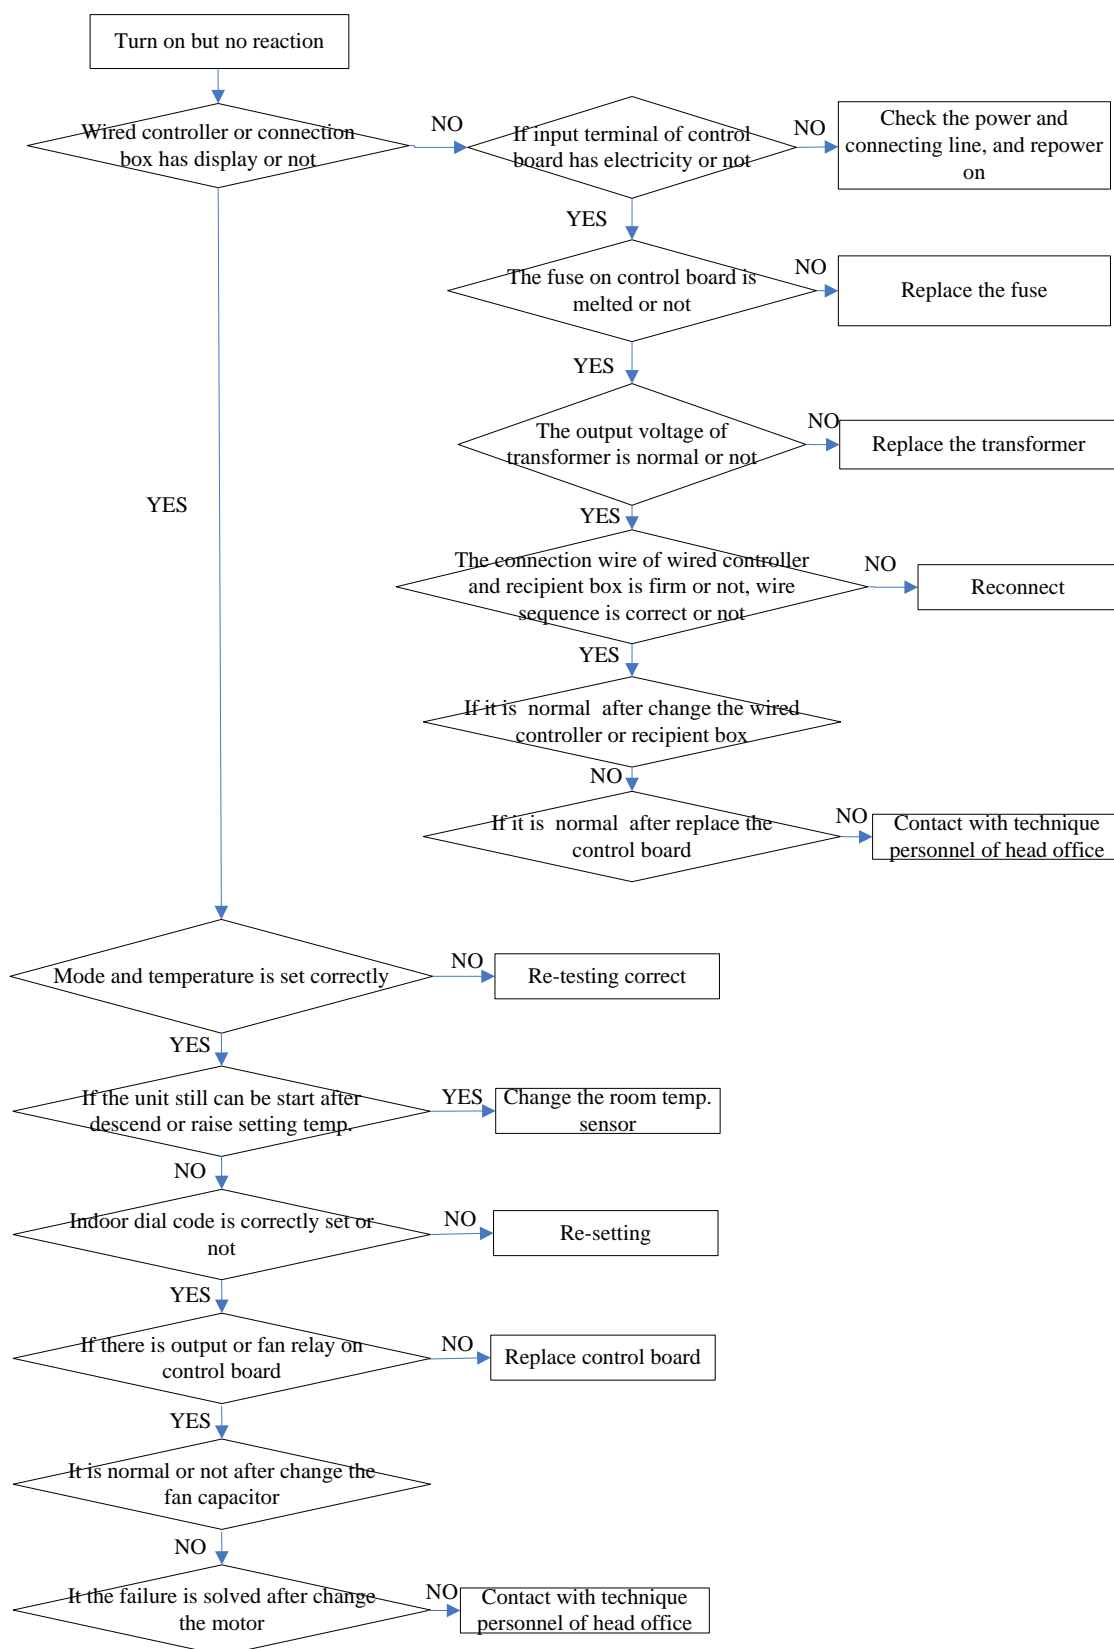 Turn on but no reaction
Wired controller or connection
box has display or not
NO
If input terminal of control
board has electricity or not
NO
Check the power and
connecting line, and repower
on
YES
The fuse on control board is
melted or not
NO
Replace the fuse
YES
The output voltage of
transformer is normal or not
NO
Replace the transformer
YES
YES
The connection wire of wired controller
and recipient box is firm or not, wire
sequence is correct or not
NO
Reconnect
YES
If it is normal after change the wired
controller or recipient box
NO
If it is normal after replace the
control board
NO
Contact with technique
personnel of head office
Mode and temperature is set correctly
NO
Re-testing correct
YES
If the unit still can be start after
descend or raise setting temp.
YES
Change the room temp.
sensor
NO
Indoor dial code is correctly set or
not
NO
Re-setting
YES
If there is output or fan relay on
control board
NO
Replace control board
YES
It is normal or not after change the
fan capacitor
NO
It the failure is solved after change
the motor
NO
Contact with technique
personnel of head office